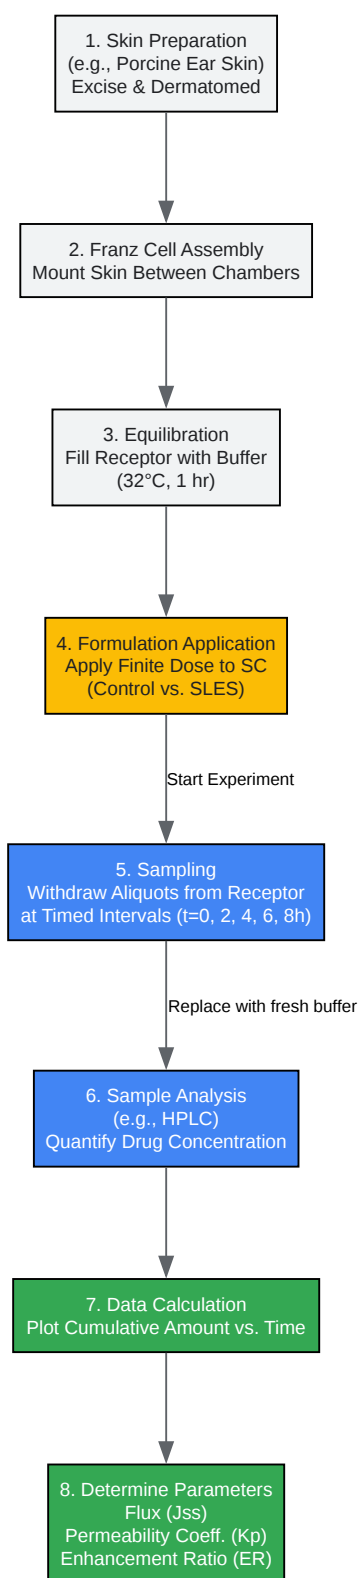 1. Skin Preparation
(e.g., Porcine Ear Skin)
Excise & Dermatomed
2. Franz Cell Assembly
Mount Skin Between Chambers
3. Equilibration
Fill Receptor with Buffer
(32°C, 1 hr)
4. Formulation Application
Apply Finite Dose to SC
(Control vs. SLES)
Start Experiment
5. Sampling
Withdraw Aliquots from Receptor
at Timed Intervals (t=0, 2, 4, 6, 8h)
Replace with fresh buffer
6. Sample Analysis
(e.g., HPLC)
Quantify Drug Concentration
7. Data Calculation
Plot Cumulative Amount vs. Time
8. Determine Parameters
Flux (Jss)
Permeability Coeff. (Kp)
Enhancement Ratio (ER)